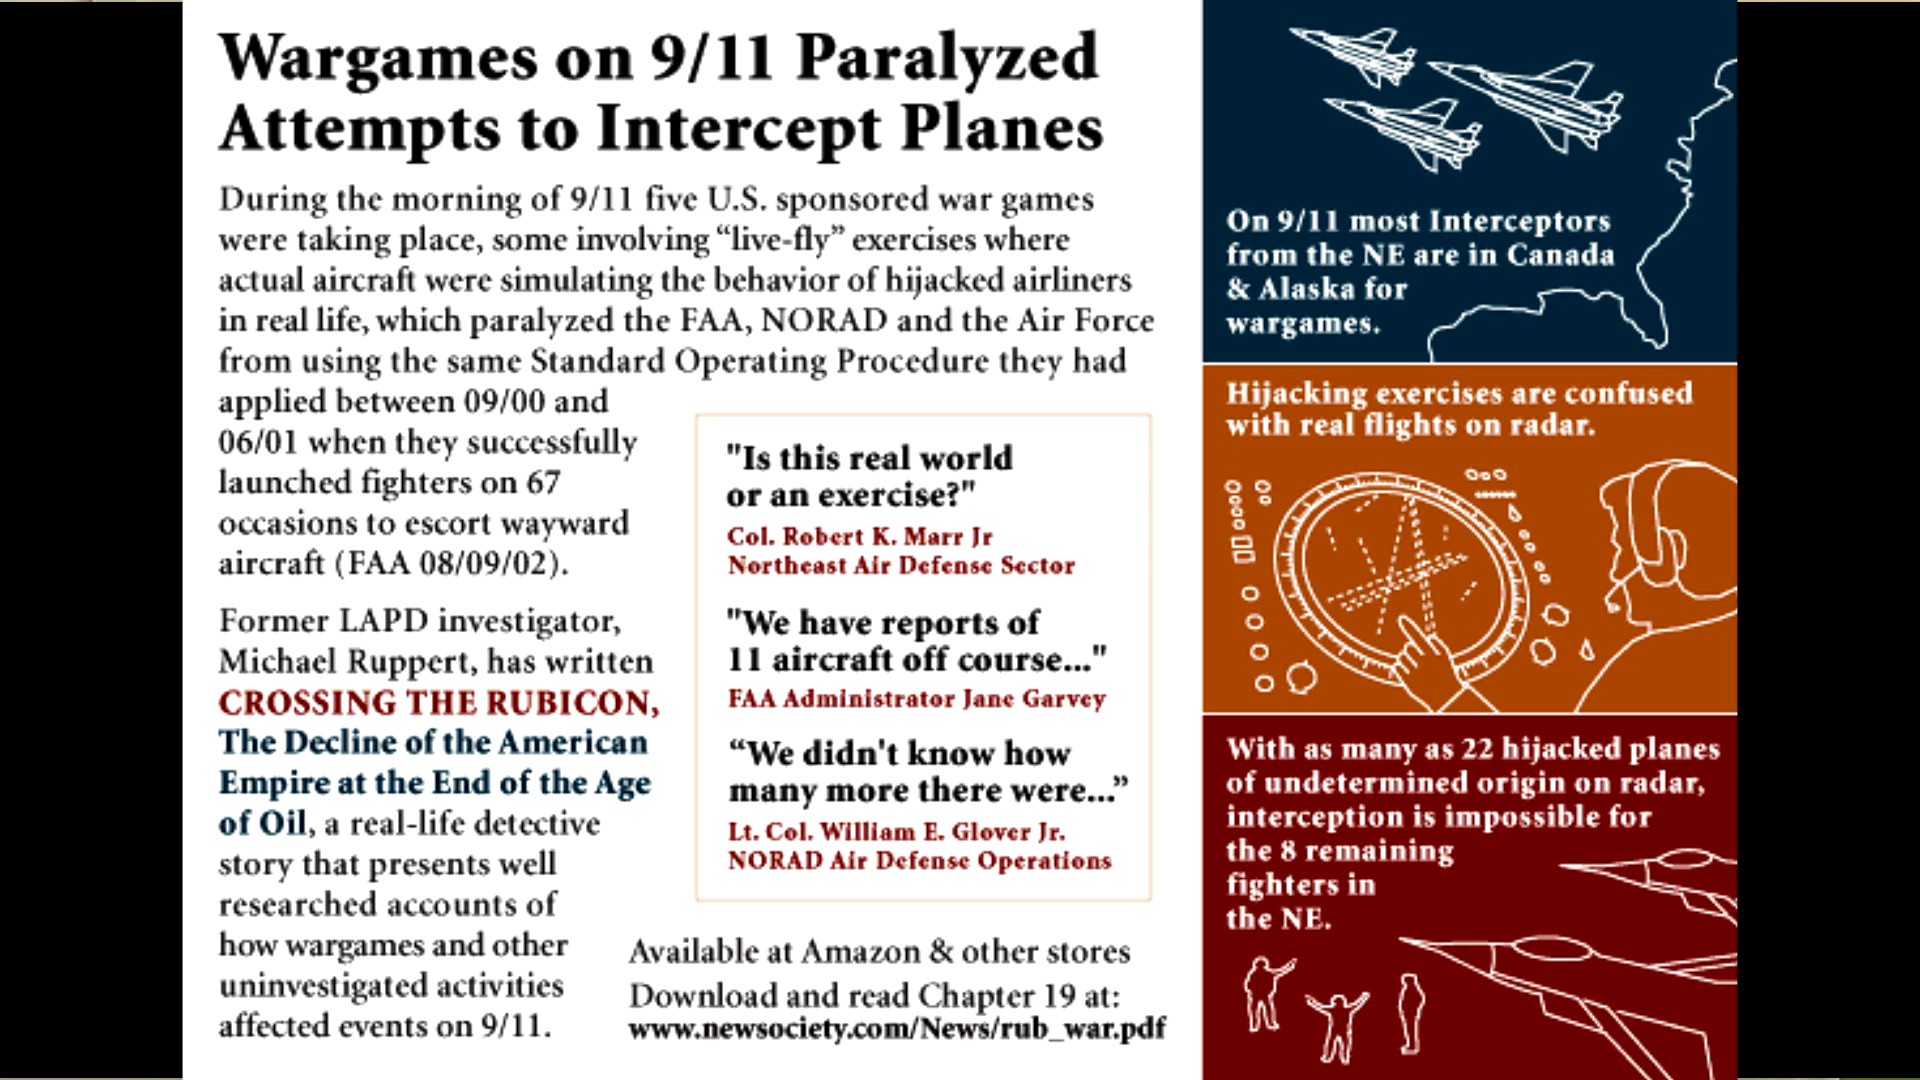 Wargames on 9/11 Paralyzed
Attempts to Intercept Planes
During the morning of 9/11 five U.S. sponsored war games
were taking place, some involving “live-fly” exercises where
actual aircraft were simulating the behavior of hijacked airliners
in real life, which paralyzed the FAA, NORAD and the Air Force
from using the same Standard Operating Procedure they had
applied between 09/00 and
06/01 when they successfully
launched fighters on 67
occasions to escort wayward
aircraft (FAA 08/09/02).
Former LAPD investigator,
Michael Ruppert, has written
CROSSING THE RUBICON,
The Decline of the American
Empire at the End of the Age
of Oil, a real-life detective
story that presents well
researched accounts of
how wargames and other
uninvestigated activities
affected events on 9/11.
"Is this real world
or an exercise?"
Col. Robert K. Marr Jr
Northeast Air Defense Sector
"We have reports of
11 aircraft off course..."
FAA Administrator Jane Garvey
“We didn't know how
many more there were...”
Lt. Col. William E. Glover Jr.
NORAD Air Defense Operations
Available at Amazon & other stores
Download and read Chapter 19 at:
www.newsociety.com/News/rub_war.pdf
On 9/11 most Interceptors
from the NE are in Canada
& Alaska for
wargames.
Hijacking exercises are confused
with real flights on radar.
With as many as 22 hijacked planes
of undetermined origin on radar,
interception is impossible for
the 8 remaining
fighters in
the NE.